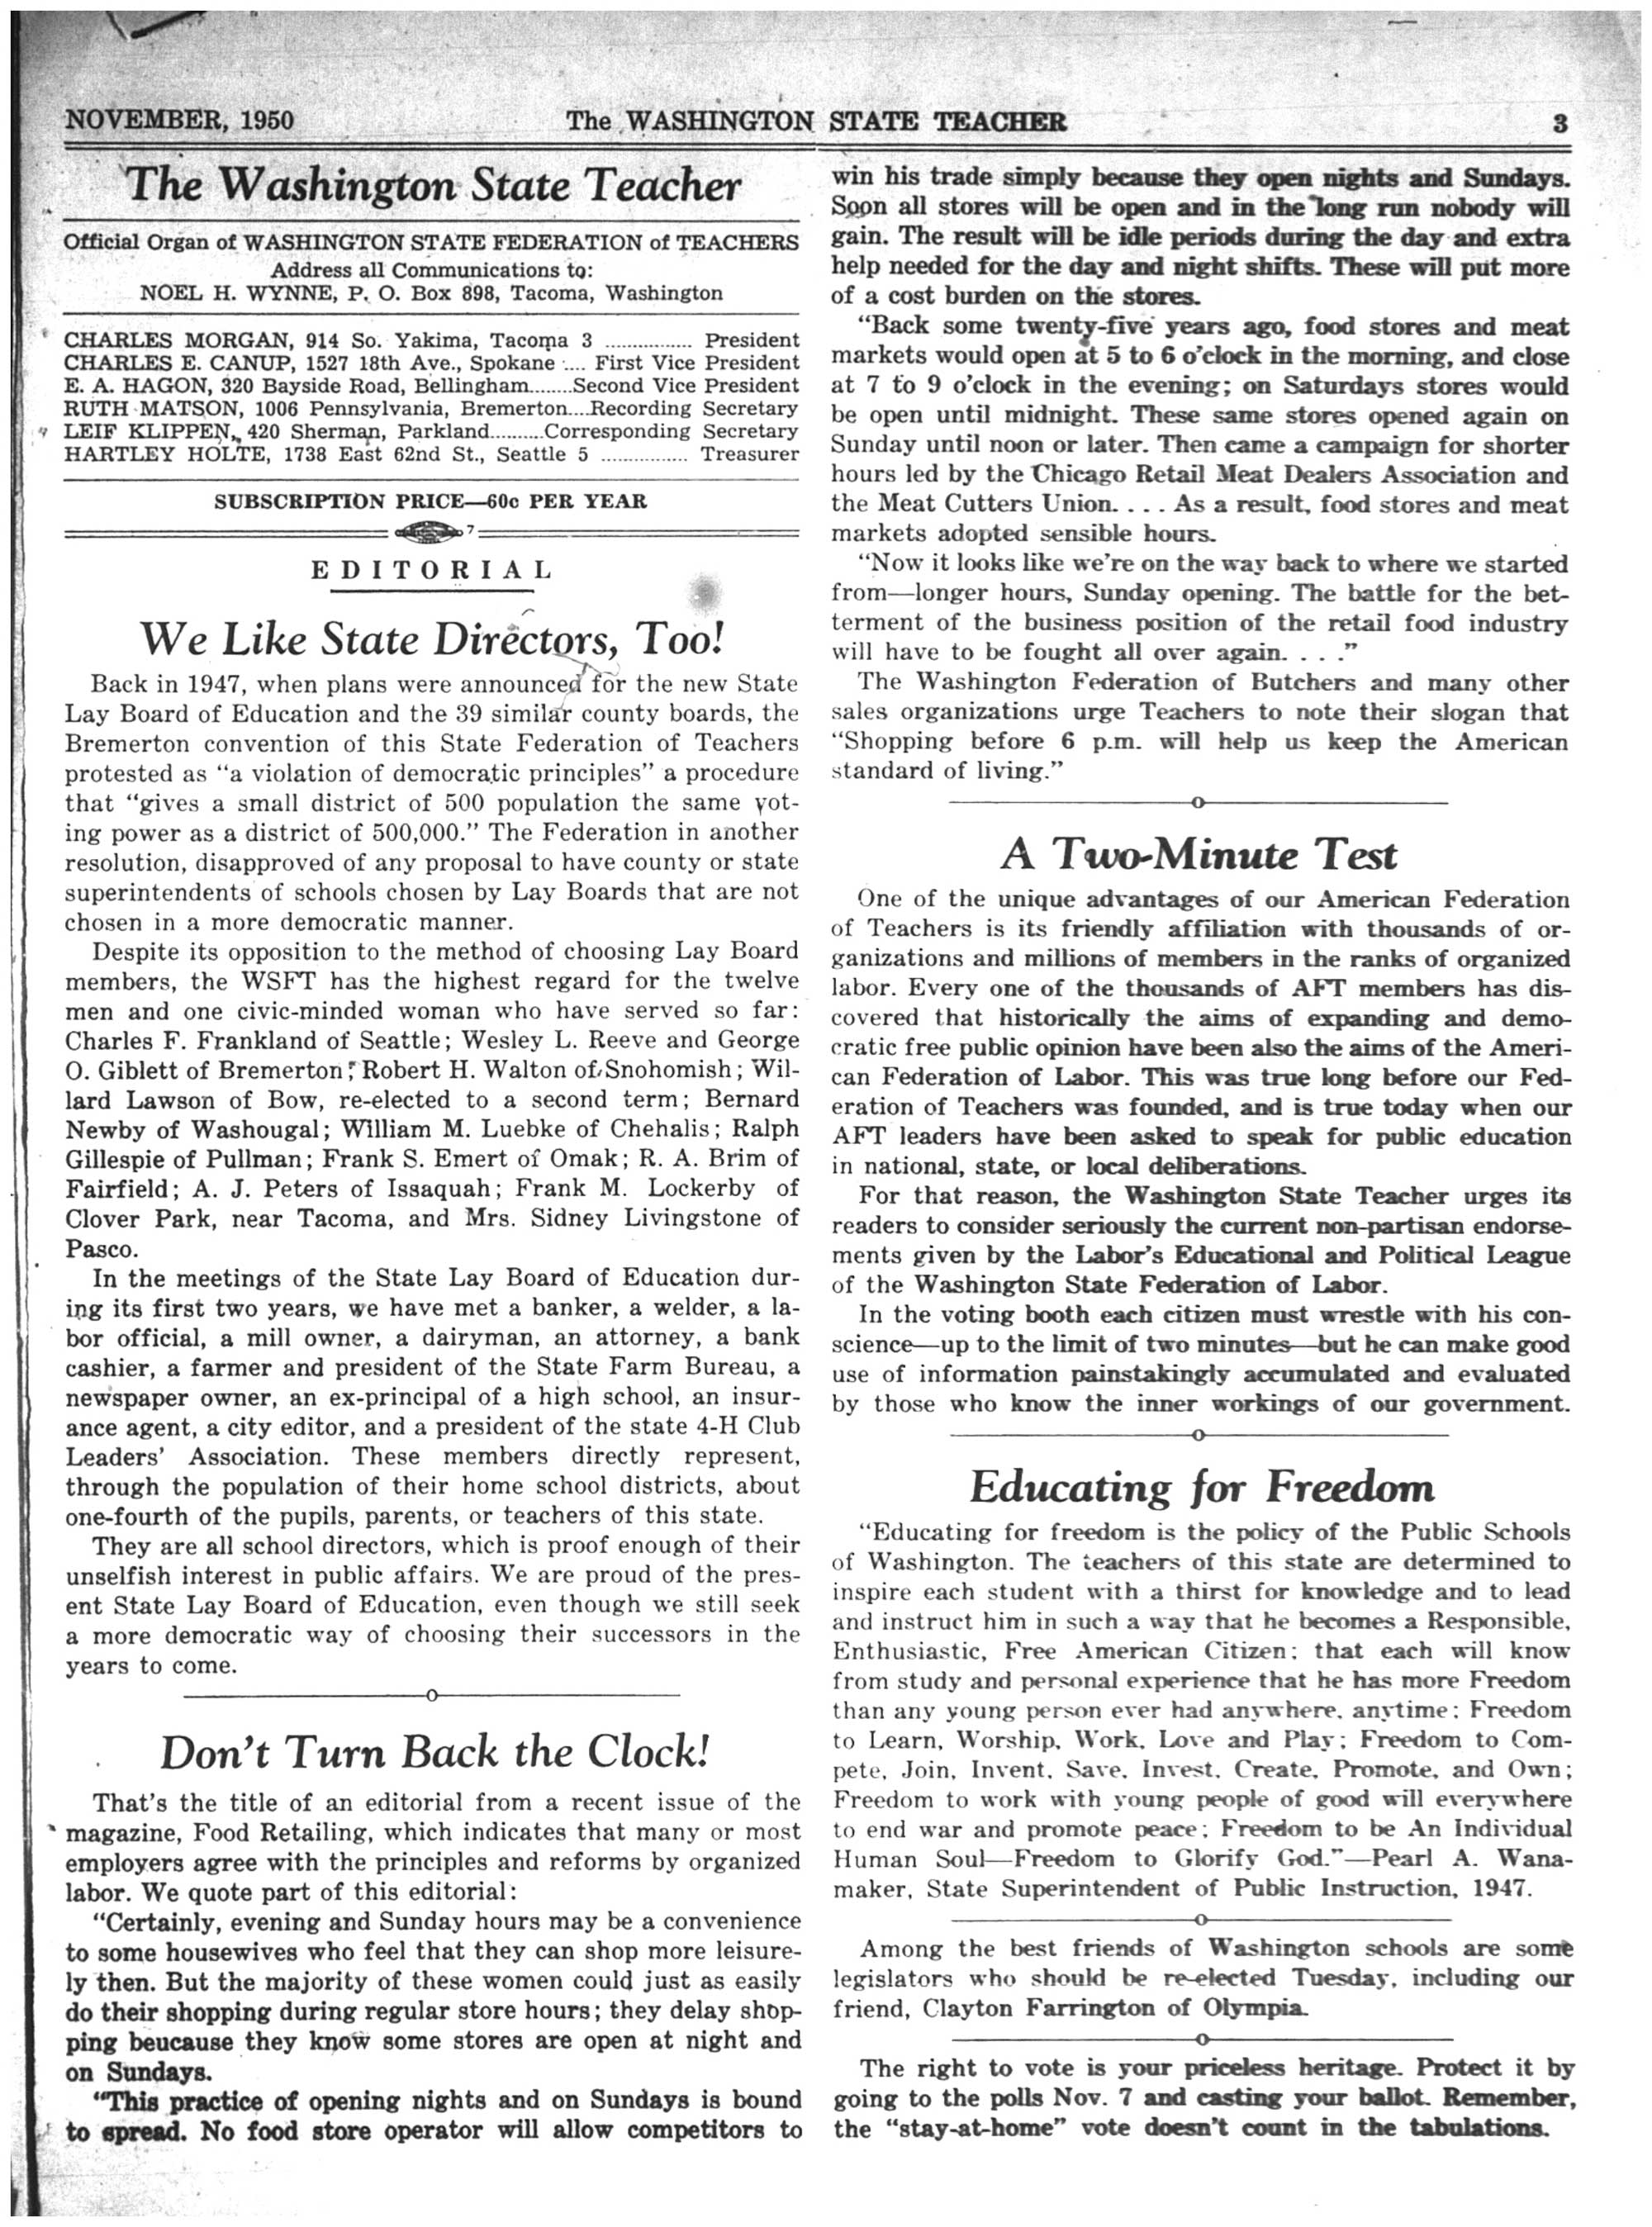 NOVEMBER, 1950 The WASHINGTON STATE TEACHER 3
The Washington State Teacher
Official Organ of WASHINGTON STATE FEDERATION of TEACHERS
Address all Communications to:
NOEL H. WYNNE, P. O. Box 898, Tacoma, Washington
CHARLES MORGAN, 914 So. Yakima, Tacoma 3 ............... President
CHARLES E. CANUP, 1527 18th Ave., Spokane .... First Vice President
E. A. HAGON, 320 Bayside Road, Bellingham.......Second Vice President
RUTH MATSON, 1006 Pennsylvania, Bremerton....Recording Secretary
LEIF KLIPPEN, 420 Sherman, Parkland.........Corresponding Secretary
HARTLEY HOLTE, 1738 East 62nd St., Seattle 5 ............... Treasurer
SUBSCRIPTION PRICE—60c PER YEAR
7
EDITORIAL
We Like State Directors, Too!
Back in 1947, when plans were announced for the new State
Lay Board of Education and the 39 similar county boards, the
Bremerton convention of this State Federation of Teachers
protested as "a violation of democratic principles" a procedure
that "gives a small district of 500 population the same vot-
ing power as a district of 500,000." The Federation in another
resolution, disapproved of any proposal to have county or state
superintendents of schools chosen by Lay Boards that are not
chosen in a more democratic manner.
Despite its opposition to the method of choosing Lay Board
members, the WSFT has the highest regard for the twelve
men and one civic-minded woman who have served so far:
Charles F. Frankland of Seattle; Wesley L. Reeve and George
O. Giblett of Bremerton; Robert H. Walton of Snohomish; Wil-
lard Lawson of Bow, re-elected to a second term; Bernard
Newby of Washougal; William M. Luebke of Chehalis; Ralph
Gillespie of Pullman; Frank S. Emert of Omak; R. A. Brim of
Fairfield; A. J. Peters of Issaquah; Frank M. Lockerby of
Clover Park, near Tacoma, and Mrs. Sidney Livingstone of
Pasco.
In the meetings of the State Lay Board of Education dur-
ing its first two years, we have met a banker, a welder, a la-
bor official, a mill owner, a dairyman, an attorney, a bank
cashier, a farmer and president of the State Farm Bureau, a
newspaper owner, an ex-principal of a high school, an insur-
ance agent, a city editor, and a president of the state 4-H Club
Leaders' Association. These members directly represent,
through the population of their home school districts, about
one-fourth of the pupils, parents, or teachers of this state.
They are all school directors, which is proof enough of their
unselfish interest in public affairs. We are proud of the pres-
ent State Lay Board of Education, even though we still seek
a more democratic way of choosing their successors in the
years to come.
Don't Turn Back the Clock!
That's the title of an editorial from a recent issue of the
magazine, Food Retailing, which indicates that many or most
employers agree with the principles and reforms by organized
labor. We quote part of this editorial:
"Certainly, evening and Sunday hours may be a convenience
to some housewives who feel that they can shop more leisure-
ly then. But the majority of these women could just as easily
do their shopping during regular store hours; they delay shop-
ping beucause they know some stores are open at night and
on Sundays.
"This practice of opening nights and on Sundays is bound
to spread. No food store operator will allow competitors to
win his trade simply because they open nights and Sundays.
Soon all stores will be open and in the long run nobody will
gain. The result will be idle periods during the day and extra
help needed for the day and night shifts. These will put more
of a cost burden on the stores.
"Back some twenty-five years ago, food stores and meat
markets would open at 5 to 6 o'clock in the morning, and close
at 7 to 9 o'clock in the evening; on Saturdays stores would
be open until midnight. These same stores opened again on
Sunday until noon or later. Then came a campaign for shorter
hours led by the Chicago Retail Meat Dealers Association and
the Meat Cutters Union. . . . As a result, food stores and meat
markets adopted sensible hours.
"Now it looks like we're on the way back to where we started
from—longer hours, Sunday opening. The battle for the bet-
terment of the business position of the retail food industry
will have to be fought all over again. . . ."
The Washington Federation of Butchers and many other
sales organizations urge Teachers to note their slogan that
"Shopping before 6 p.m. will help us keep the American
standard of living."
A Two-Minute Test
One of the unique advantages of our American Federation
of Teachers is its friendly affiliation with thousands of or-
ganizations and millions of members in the ranks of organized
labor. Every one of the thousands of AFT members has dis-
covered that historically the aims of expanding and demo-
cratic free public opinion have been also the aims of the Ameri-
can Federation of Labor. This was true long before our Fed-
eration of Teachers was founded, and is true today when our
AFT leaders have been asked to speak for public education
in national, state, or local deliberations.
For that reason, the Washington State Teacher urges its
readers to consider seriously the current non-partisan endorse-
ments given by the Labor's Educational and Political League
of the Washington State Federation of Labor.
In the voting booth each citizen must wrestle with his con-
science—up to the limit of two minutes—but he can make good
use of information painstakingly accumulated and evaluated
by those who know the inner workings of our government.
Educating for Freedom
"Educating for freedom is the policy of the Public Schools
of Washington. The teachers of this state are determined to
inspire each student with a thirst for knowledge and to lead
and instruct him in such a way that he becomes a Responsible,
Enthusiastic, Free American Citizen; that each will know
from study and personal experience that he has more Freedom
than any young person ever had anywhere, anytime; Freedom
to Learn, Worship, Work, Love and Play; Freedom to Com-
pete, Join, Invent, Save, Invest, Create, Promote, and Own;
Freedom to work with young people of good will everywhere
to end war and promote peace; Freedom to be An Individual
Human Soul—Freedom to Glorify God."—Pearl A. Wana-
maker, State Superintendent of Public Instruction, 1947.
Among the best friends of Washington schools are some
legislators who should be re-elected Tuesday, including our
friend, Clayton Farrington of Olympia.
The right to vote is your priceless heritage. Protect it by
going to the polls Nov. 7 and casting your ballot. Remember,
the "stay-at-home" vote doesn't count in the tabulations.